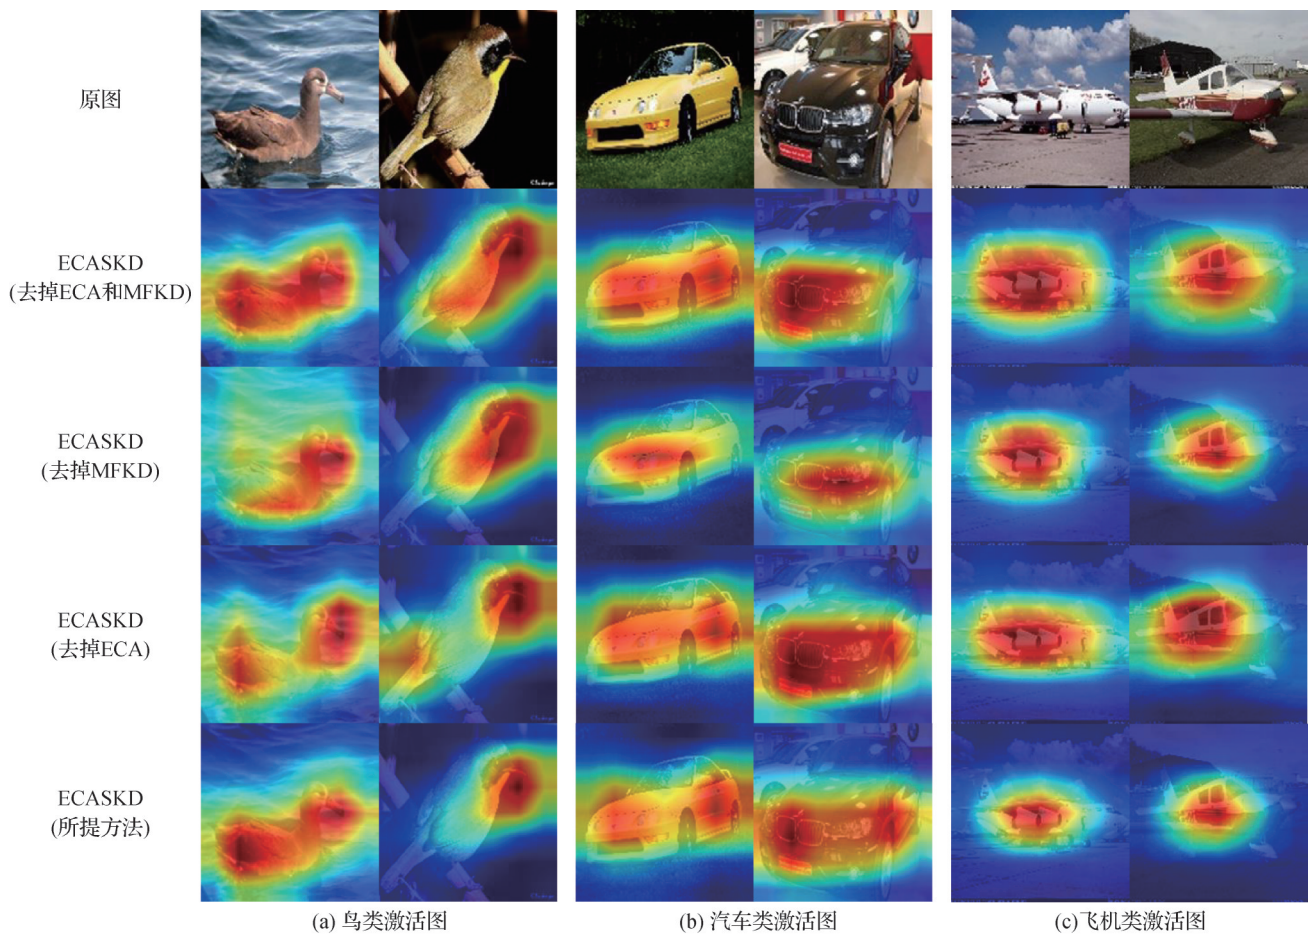 原图
ECASKD
(去掉ECA和MFKD)
ECASKD
(去掉MFKD)
ECASKD
(去掉ECA)
ECASKD
(所提方法)
(a) 鸟类激活图
(b) 汽车类激活图
(c) 飞机类激活图